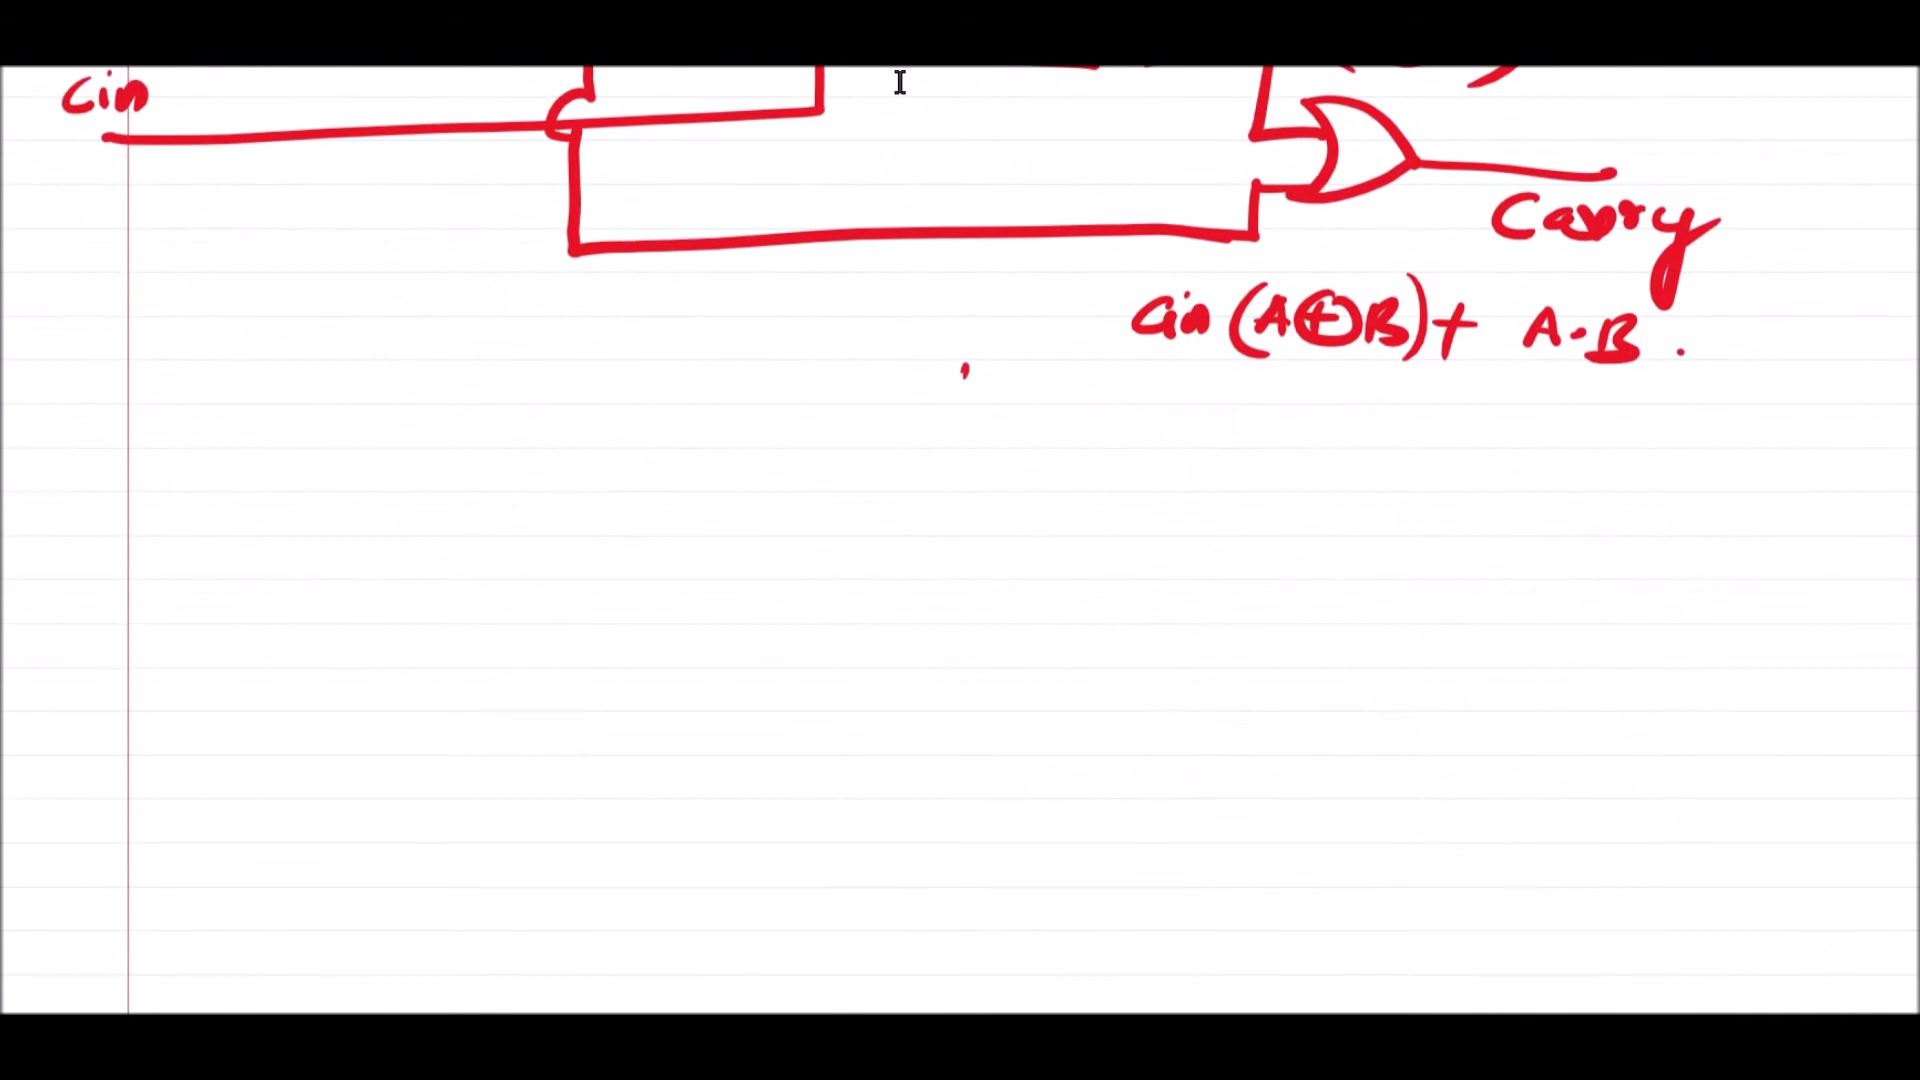 Cin
Carry
Cin (A⊕B) + A.B .